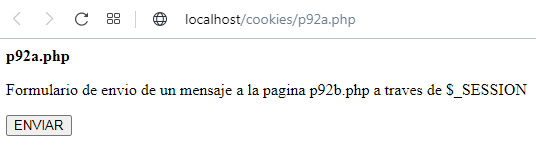 localhost/cookies/p92a.php
p92a.php
Formulario de envio de un mensaje a la pagina p92b.php a traves de $_SESSION
ENVIAR